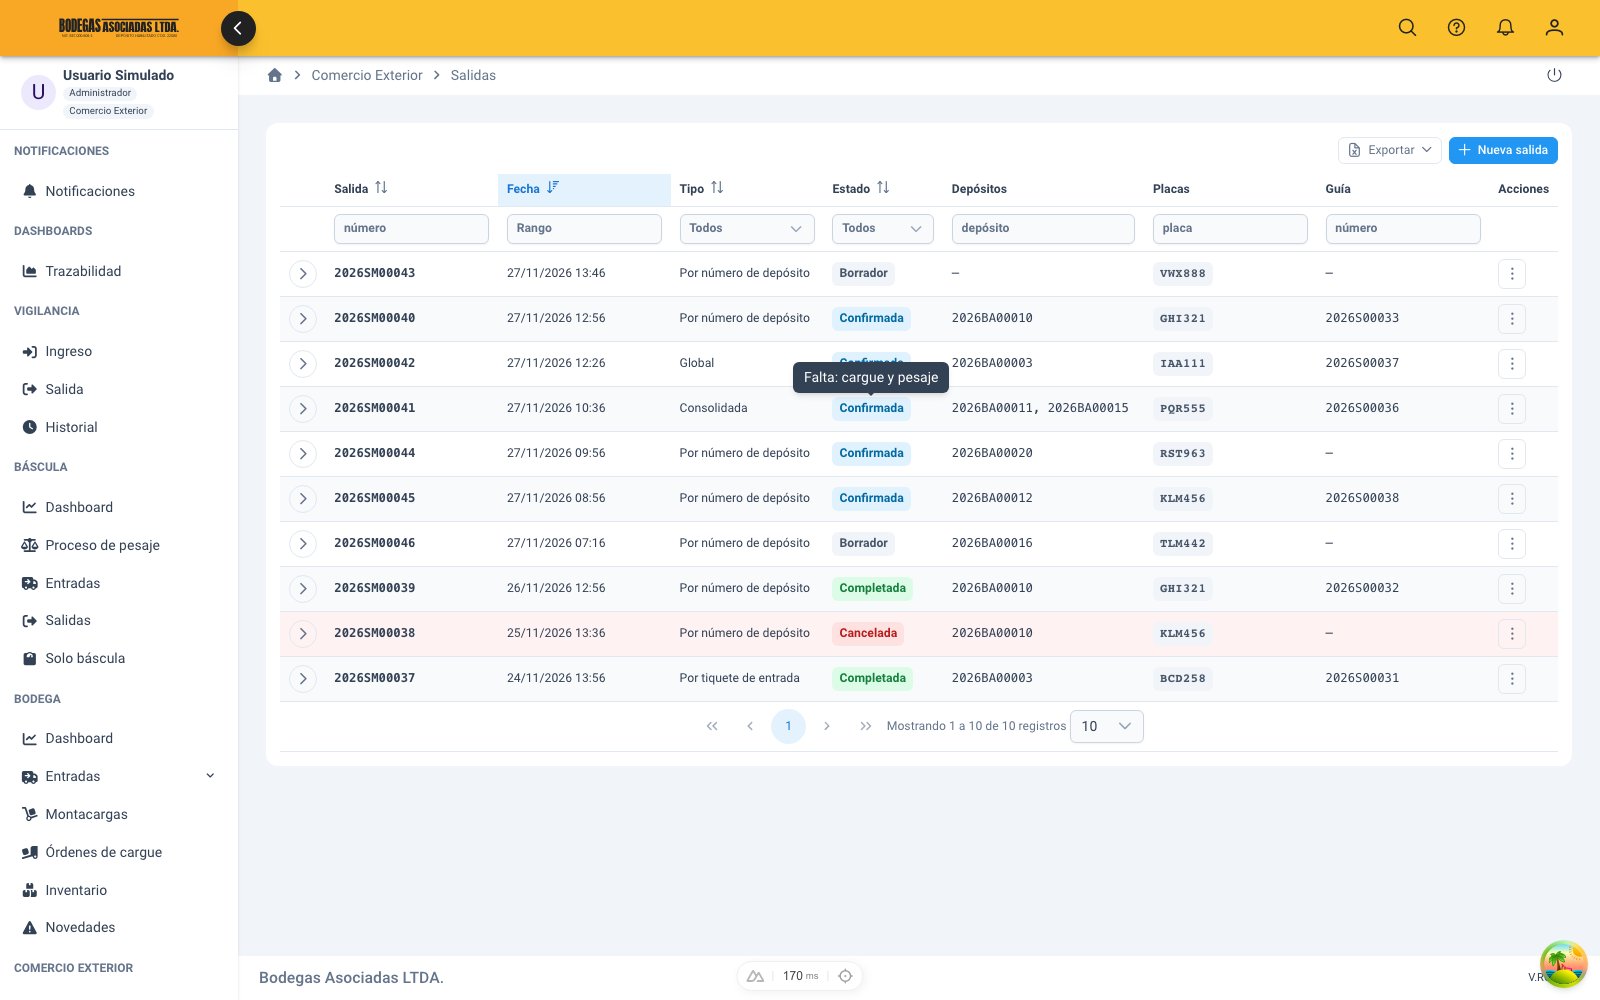 BODEGAS ASOCIADAS LTDA.
Usuario Simulado
U
Administrador
Comercio Exterior
Comercio Exterior
Salidas
NOTIFICACIONES
Notificaciones
DASHBOARDS
Trazabilidad
VIGILANCIA
Ingreso
Salida
Historial
BÁSCULA
Dashboard
Proceso de pesaje
Entradas
Salidas
Solo báscula
BODEGA
Dashboard
Entradas
Montacargas
Órdenes de cargue
Inventario
Novedades
COMERCIO EXTERIOR
Exportar
Nueva salida
Salida Fecha Tipo Estado Depósitos Placas Guía Acciones
número Rango Todos Todos depósito placa número
2026SM00043 27/11/2026 13:46 Por número de depósito Borrador – VWX888 –
2026SM00040 27/11/2026 12:56 Por número de depósito Confirmada 2026BA00010 GHI321 2026S00033
2026SM00042 27/11/2026 12:26 Global 2026BA00003 IAA111 2026S00037
Falta: cargue y pesaje
2026SM00041 27/11/2026 10:36 Consolidada Confirmada 2026BA00011, 2026BA00015 PQR555 2026S00036
2026SM00044 27/11/2026 09:56 Por número de depósito Confirmada 2026BA00020 RST963 –
2026SM00045 27/11/2026 08:56 Por número de depósito Confirmada 2026BA00012 KLM456 2026S00038
2026SM00046 27/11/2026 07:16 Por número de depósito Borrador 2026BA00016 TLM442 –
2026SM00039 26/11/2026 12:56 Por número de depósito Completada 2026BA00010 GHI321 2026S00032
2026SM00038 25/11/2026 13:36 Por número de depósito Cancelada 2026BA00010 KLM456 –
2026SM00037 24/11/2026 13:56 Por tiquete de entrada Completada 2026BA00003 BCD258 2026S00031
1 Mostrando 1 a 10 de 10 registros 10
Bodegas Asociadas LTDA.
170 ms